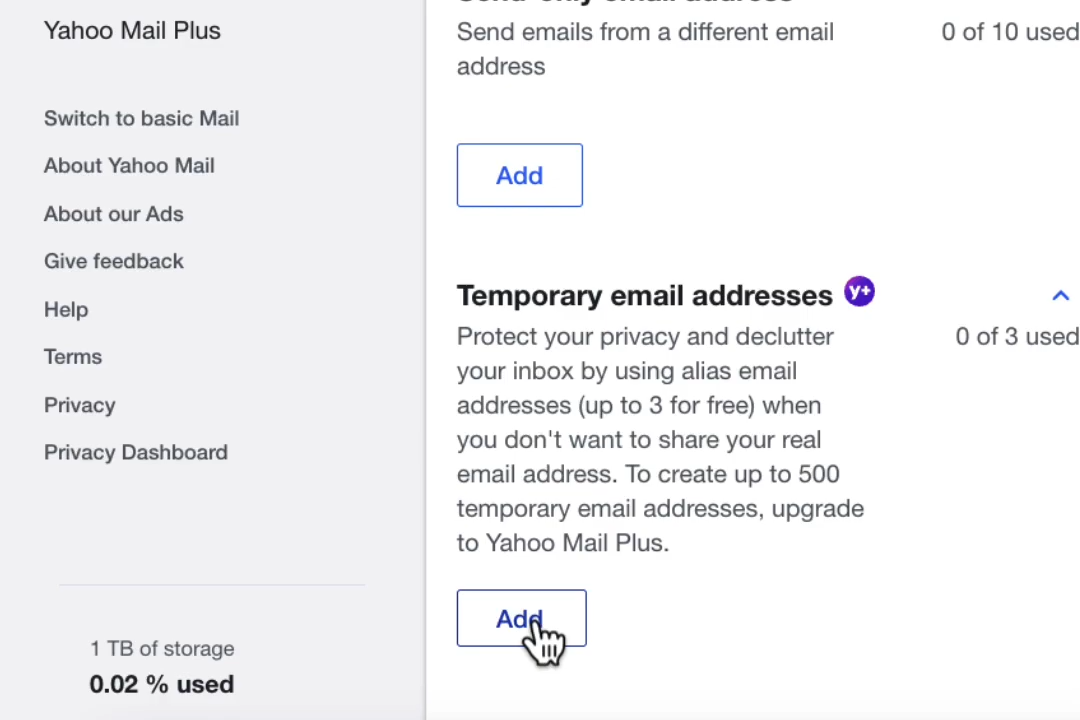 Yahoo Mail Plus
Switch to basic Mail
About Yahoo Mail
About our Ads
Give feedback
Help
Terms
Privacy
Privacy Dashboard
1 TB of storage
0.02 % used
Send-only email address
Send emails from a different email
address
0 of 10 used
Add
Temporary email addresses y+
Protect your privacy and declutter
your inbox by using alias email
addresses (up to 3 for free) when
you don't want to share your real
email address. To create up to 500
temporary email addresses, upgrade
to Yahoo Mail Plus.
0 of 3 used
Add